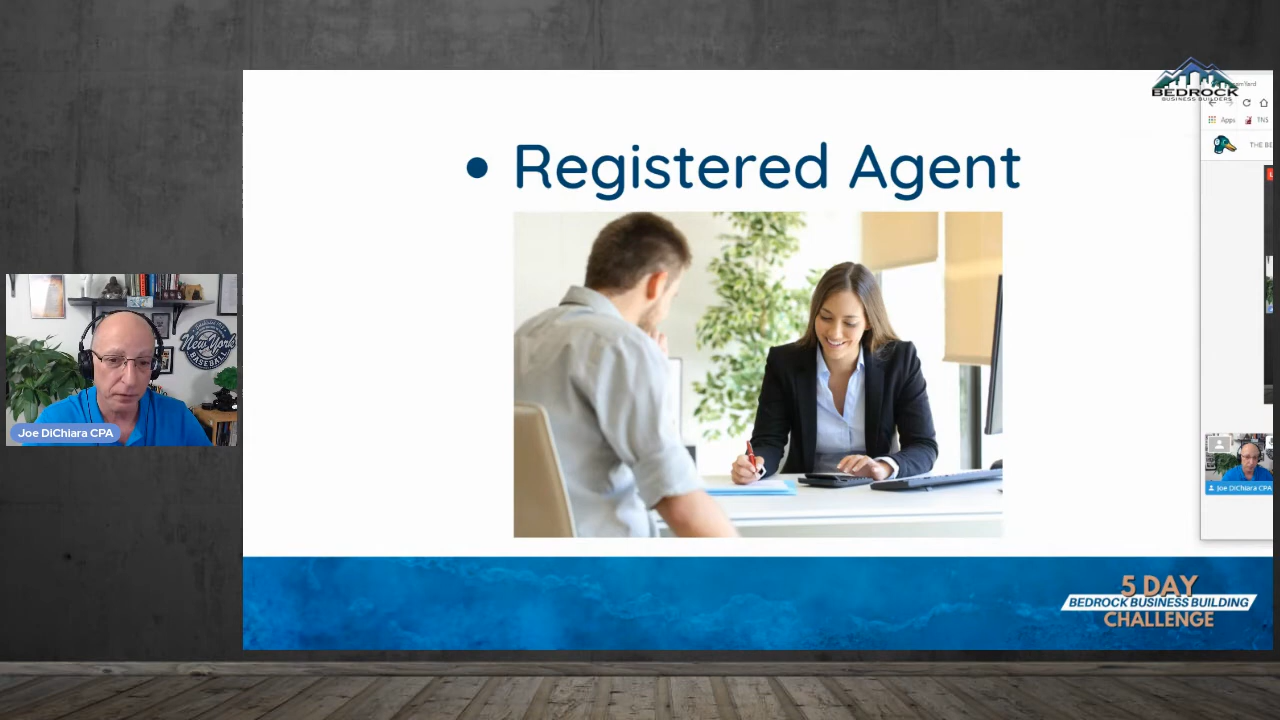 BEDROCK
BUSINESS BUILDERS
• Registered Agent
Apps
TNS
New York
BASEBALL
Joe DiChiara CPA
Joe DiChiara CPA
5 DAY
BEDROCK BUSINESS BUILDING
CHALLENGE